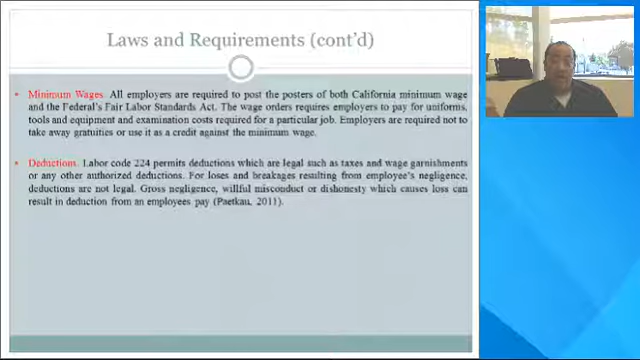 Laws and Requirements (cont'd)
Minimum Wages. All employers are required to post the posters of both California minimum wage
and the Federal's Fair Labor Standards Act. The wage orders requires employers to pay for uniforms,
tools and equipment and examination costs required for a particular job. Employers are required not to
take away gratuities or use it as a credit against the minimum wage.
Deductions. Labor code 224 permits deductions which are legal such as taxes and wage garnishments
or any other authorized deductions. For loses and breakages resulting from employee's negligence,
deductions are not legal. Gross negligence, willful misconduct or dishonesty which causes loss can
result in deduction from an employees pay (Paetkau, 2011).